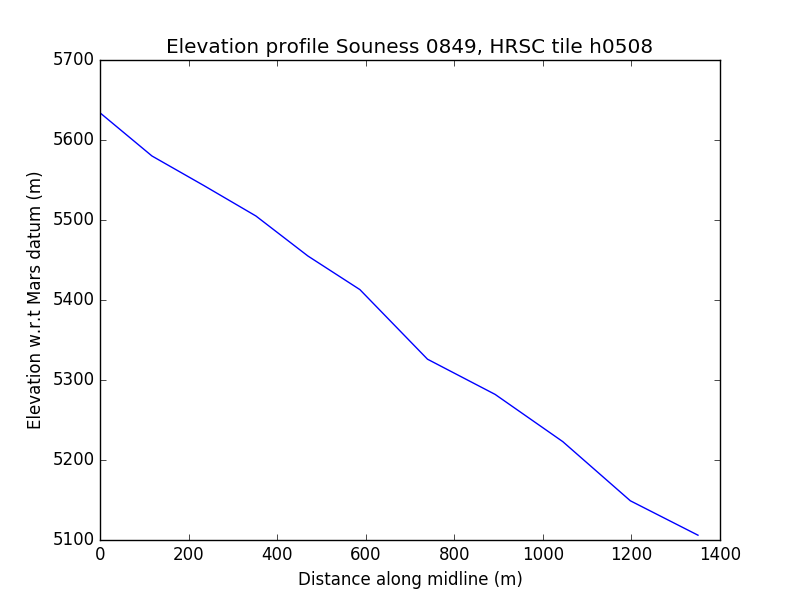 Elevation profile Souness 0849, HRSC tile h0508
5700
5600
5500
5400
5300
5200
5100
Elevation w.r.t Mars datum (m)
0 200 400 600 800 1000 1200 1400
Distance along midline (m)